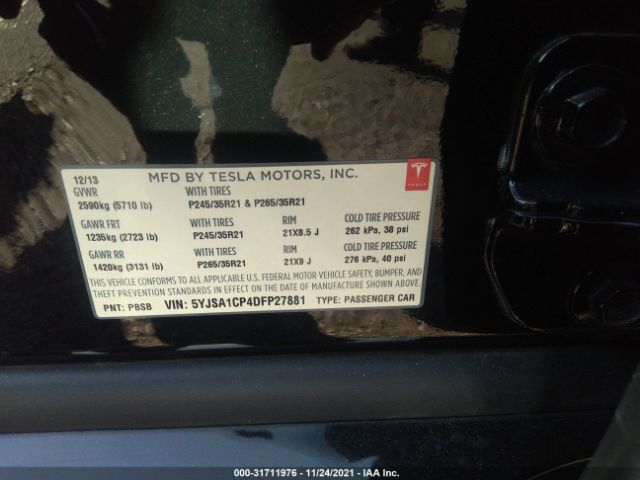 12/13 MFD BY TESLA MOTORS, INC.
TESLA
GVWR WITH TIRES
2590kg (5710 lb) P245/35R21 & P265/35R21
GAWR FRT WITH TIRES RIM COLD TIRE PRESSURE
1235kg (2723 lb) P245/35R21 21X8.5 J 262 kPa, 38 psi
GAWR RR WITH TIRES RIM COLD TIRE PRESSURE
1420kg (3131 lb) P265/35R21 21X9 J 276 kPa, 40 psi
THIS VEHICLE CONFORMS TO ALL APPLICABLE U.S. FEDERAL MOTOR VEHICLE SAFETY, BUMPER, AND
THEFT PREVENTION STANDARDS IN EFFECT ON THE DATE OF MANUFACTURE SHOWN ABOVE.
PNT: PBSB VIN: 5YJSA1CP4DFP27881 TYPE: PASSENGER CAR
000-31711976 - 11/24/2021 - IAA Inc.